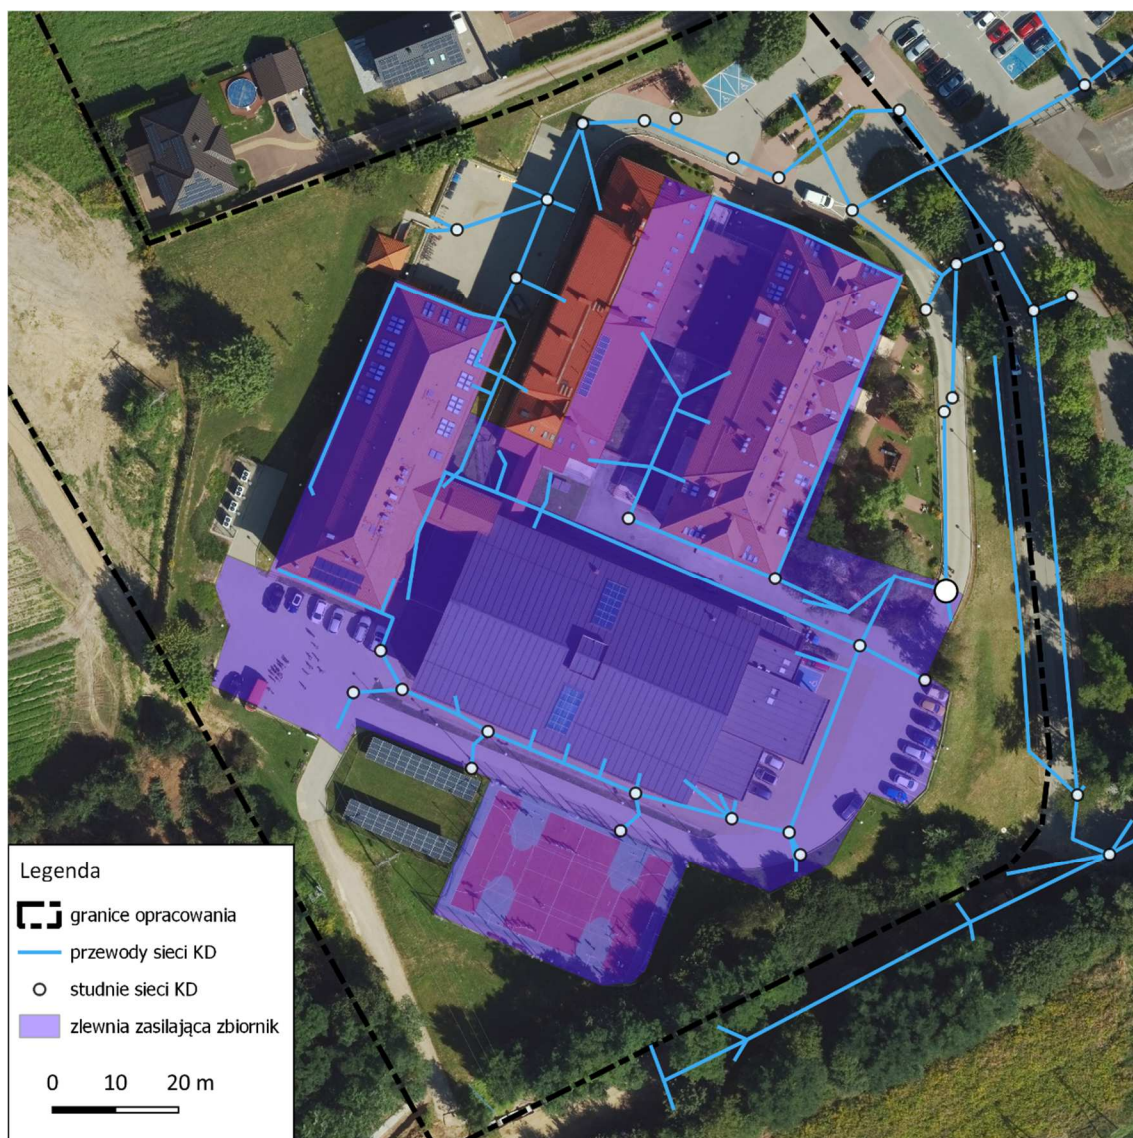 Legenda
granice opracowania
przewody sieci KD
studnie sieci KD
zlewnia zasilająca zbiornik
0 10 20 m